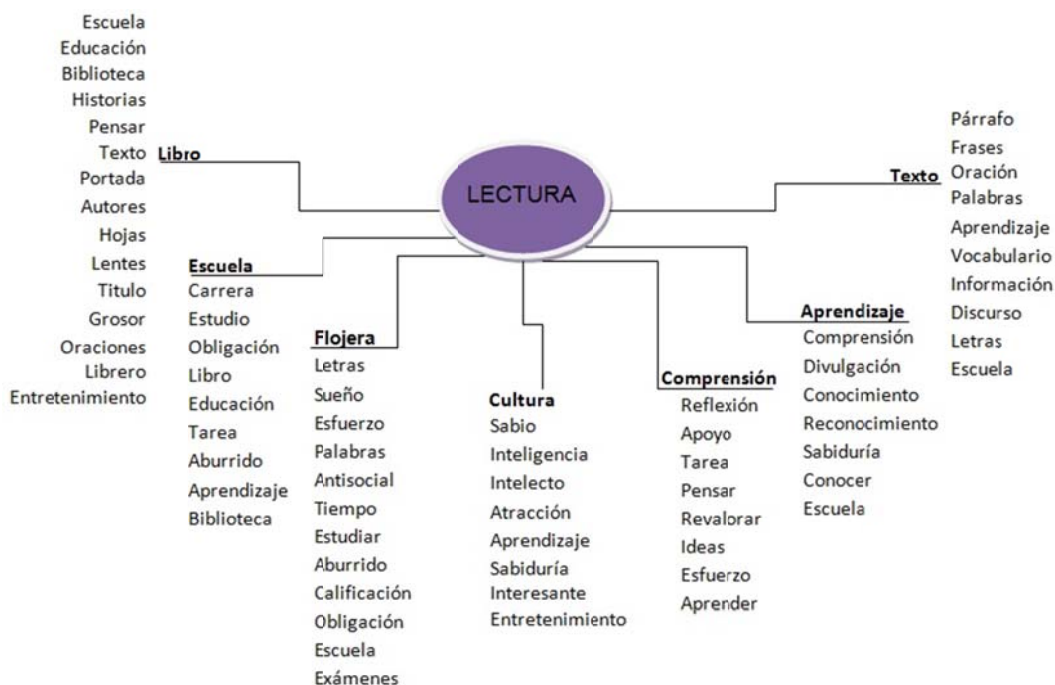 LECTURA
Libro
Escuela
Educación
Biblioteca
Historias
Pensar
Texto
Portada
Autores
Hojas
Lentes
Titulo
Grosor
Oraciones
Librero
Entretenimiento
Escuela
Carrera
Estudio
Obligación
Libro
Educación
Tarea
Aburrido
Aprendizaje
Biblioteca
Flojera
Letras
Sueño
Esfuerzo
Palabras
Antisocial
Tiempo
Estudiar
Aburrido
Calificación
Obligación
Escuela
Exámenes
Cultura
Sabio
Inteligencia
Intelecto
Atracción
Aprendizaje
Sabiduría
Interesante
Entretenimiento
Comprensión
Reflexión
Apoyo
Tarea
Pensar
Revalorar
Ideas
Esfuerzo
Aprender
Aprendizaje
Comprensión
Divulgación
Conocimiento
Reconocimiento
Sabiduría
Conocer
Escuela
Texto
Párrafo
Frases
Oración
Palabras
Aprendizaje
Vocabulario
Información
Discurso
Letras
Escuela